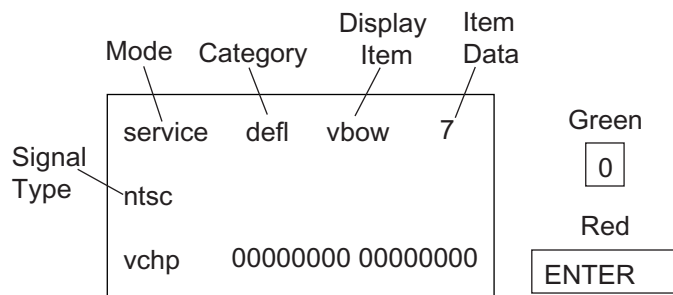 Mode Category Display Item Item Data
service defl vbow 7
Signal Type
ntsc
vchp 00000000 00000000
Green
0
Red
ENTER